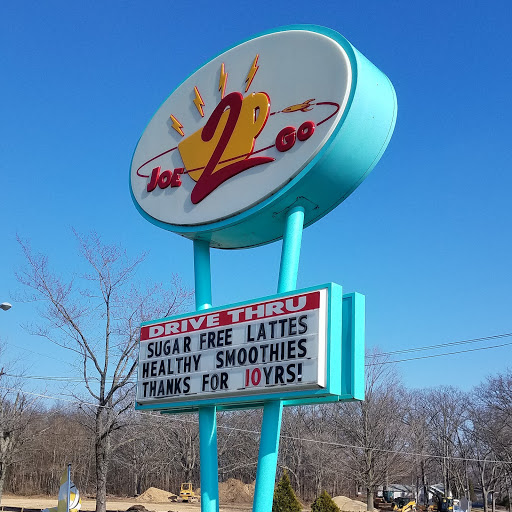 JOE 2 GO
DRIVE THRU
SUGAR FREE LATTES
HEALTHY SMOOTHIES
THANKS FOR 10YRS!